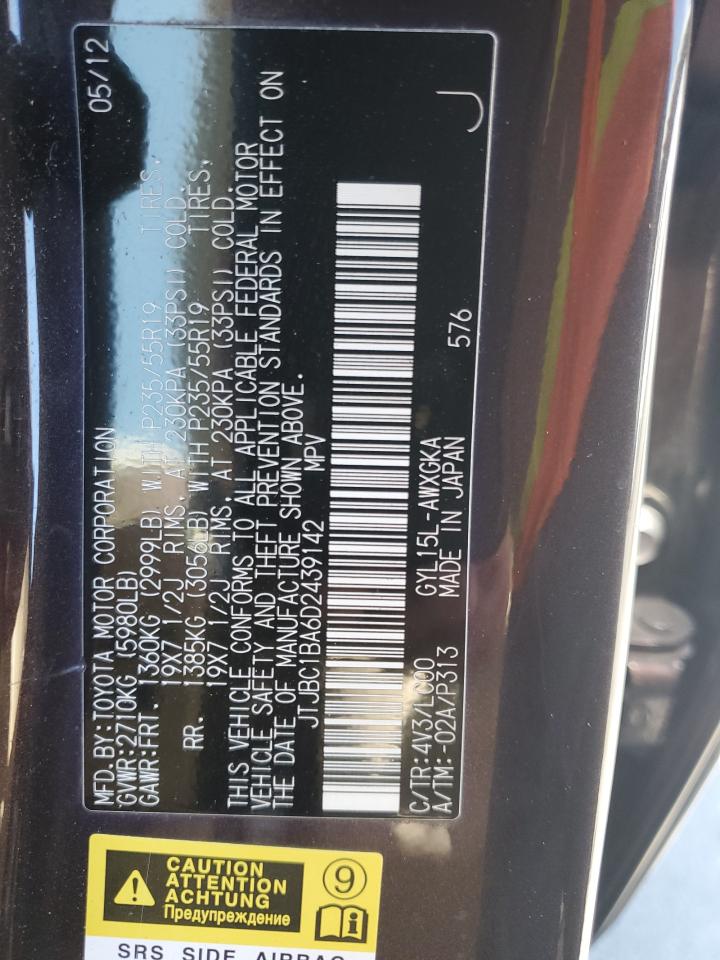 MFD.BY:TOYOTA MOTOR CORPORATION 05/12
GVWR:2710KG (5980LB)
GAWR:FRT. 1360KG (2999LB) WITH P235/55R19 TIRES,
19X7 1/2J RIMS, AT 230KPA (33PSI) COLD.
RR. 1385KG (3056LB) WITH P235/55R19 TIRES,
19X7 1/2J RIMS, AT 230KPA (33PSI) COLD.
THIS VEHICLE CONFORMS TO ALL APPLICABLE FEDERAL MOTOR
VEHICLE SAFETY AND THEFT PREVENTION STANDARDS IN EFFECT ON
THE DATE OF MANUFACTURE SHOWN ABOVE.
JTJBC1BA6D2439142 MPV
C/TR:4V37LC00 GYL15L-AWXGKA 576 J
A/TM:-02A/P313 MADE IN JAPAN
CAUTION
ATTENTION
ACHTUNG
Предупреждение
9
SRS SIDE AIRBAG